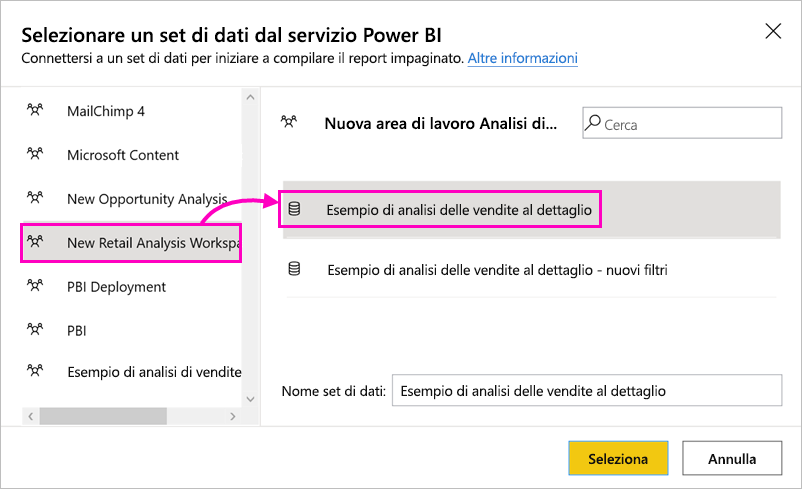 Selezionare un set di dati dal servizio Power BI
Connettersi a un set di dati per iniziare a compilare il report impaginato. Altre informazioni
MailChimp 4
Microsoft Content
New Opportunity Analysis
New Retail Analysis Workspa
PBI Deployment
PBI
Esempio di analisi di vendite
Nuova area di lavoro Analisi di...
Cerca
Esempio di analisi delle vendite al dettaglio
Esempio di analisi delle vendite al dettaglio - nuovi filtri
Nome set di dati: Esempio di analisi delle vendite al dettaglio
Seleziona
Annulla